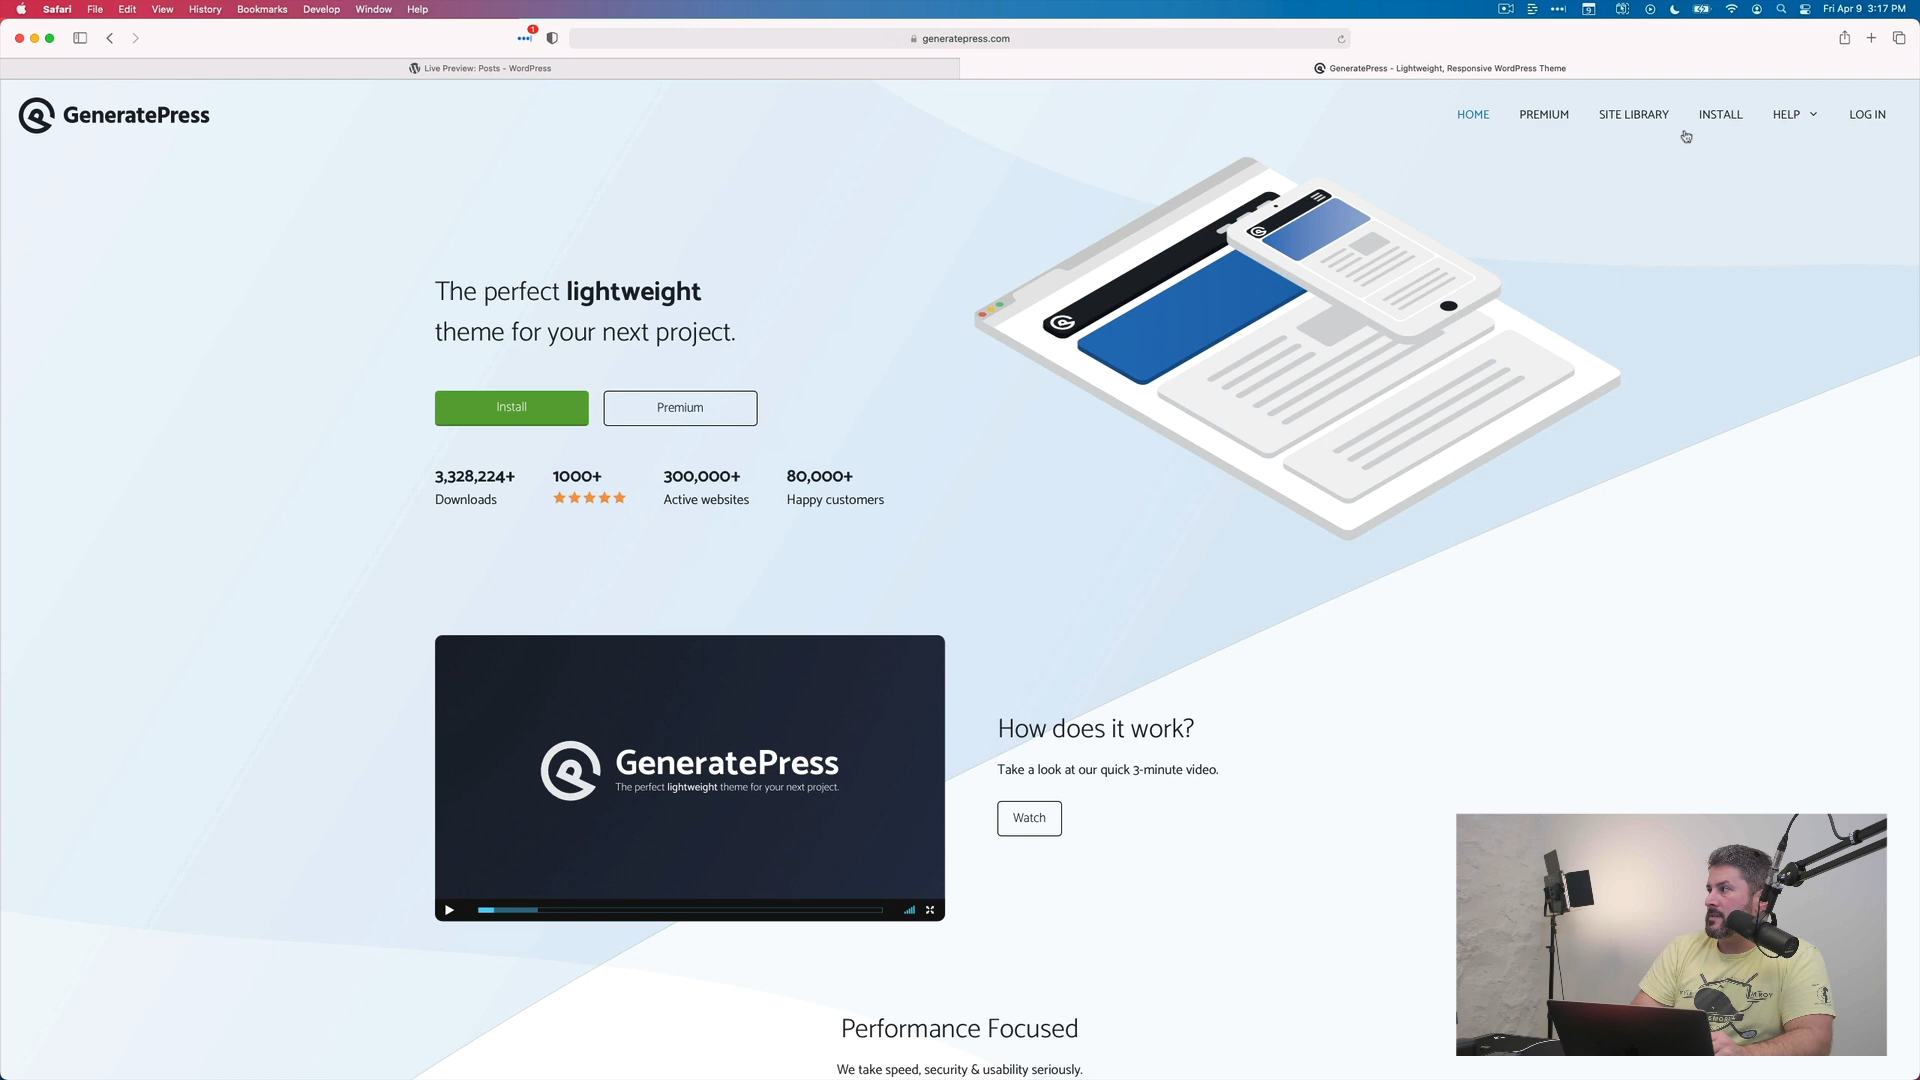 Safari File Edit View History Bookmarks Develop Window Help
9
Fri Apr 9 3:17 PM
1
generatepress.com
Live Preview: Posts - WordPress
GeneratePress - Lightweight, Responsive WordPress Theme
GeneratePress
HOME PREMIUM SITE LIBRARY INSTALL HELP LOG IN
The perfect lightweight
theme for your next project.
Install
Premium
3,328,224+ 1000+ 300,000+ 80,000+
Downloads Active websites Happy customers
GeneratePress
The perfect lightweight theme for your next project.
How does it work?
Take a look at our quick 3-minute video.
Watch
Performance Focused
We take speed, security & usability seriously.